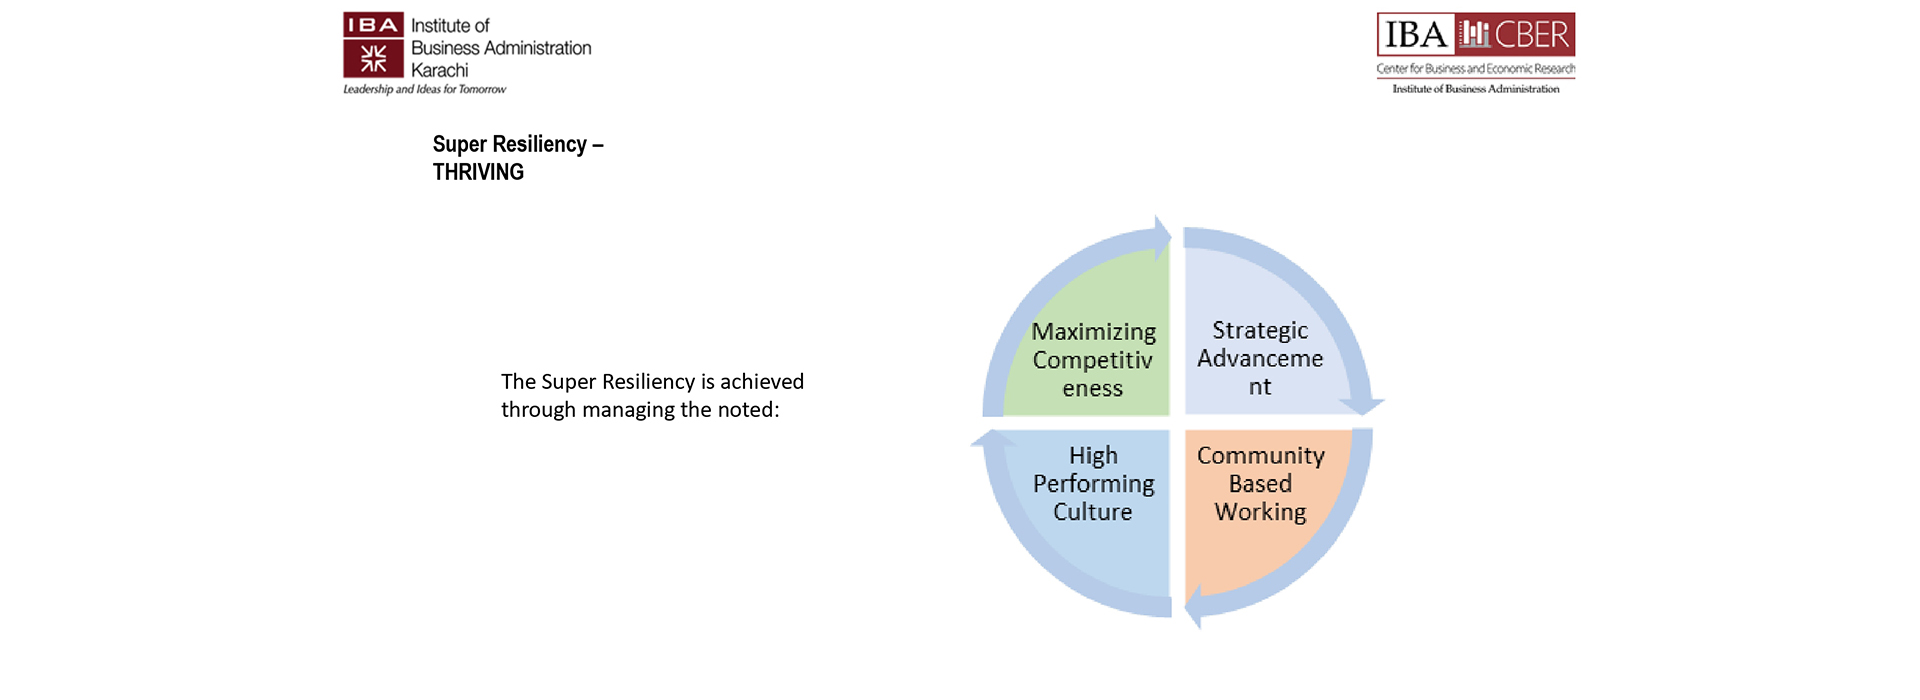 IBA
Institute of
Business Administration
Karachi
Leadership and Ideas for Tomorrow
IBA CBER
Center for Business and Economic Research
Institute of Business Administration
Super Resiliency –
THRIVING
The Super Resiliency is achieved
through managing the noted:
Maximizing
Competitiv
eness
Strategic
Advanceme
nt
High
Performing
Culture
Community
Based
Working